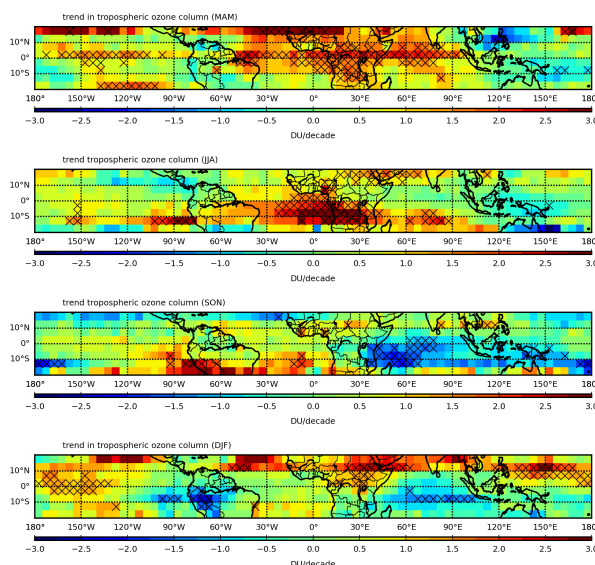 trend in tropospheric ozone column (MAM)
10°N
0°
10°S
180° 150°W 120°W 90°W 60°W 30°W 0° 30°E 60°E 90°E 120°E 150°E 180°
−3.0 −2.5 −2.0 −1.5 −1.0 −0.5 0.0 0.5 1.0 1.5 2.0 2.5 3.0
DU/decade
trend tropospheric ozone column (JJA)
10°N
0°
10°S
180° 150°W 120°W 90°W 60°W 30°W 0° 30°E 60°E 90°E 120°E 150°E 180°
−3.0 −2.5 −2.0 −1.5 −1.0 −0.5 0.0 0.5 1.0 1.5 2.0 2.5 3.0
DU/decade
trend tropospheric ozone column (SON)
10°N
0°
10°S
180° 150°W 120°W 90°W 60°W 30°W 0° 30°E 60°E 90°E 120°E 150°E 180°
−3.0 −2.5 −2.0 −1.5 −1.0 −0.5 0.0 0.5 1.0 1.5 2.0 2.5 3.0
DU/decade
trend in tropospheric ozone column (DJF)
10°N
0°
10°S
180° 150°W 120°W 90°W 60°W 30°W 0° 30°E 60°E 90°E 120°E 150°E 180°
−3.0 −2.5 −2.0 −1.5 −1.0 −0.5 0.0 0.5 1.0 1.5 2.0 2.5 3.0
DU/decade